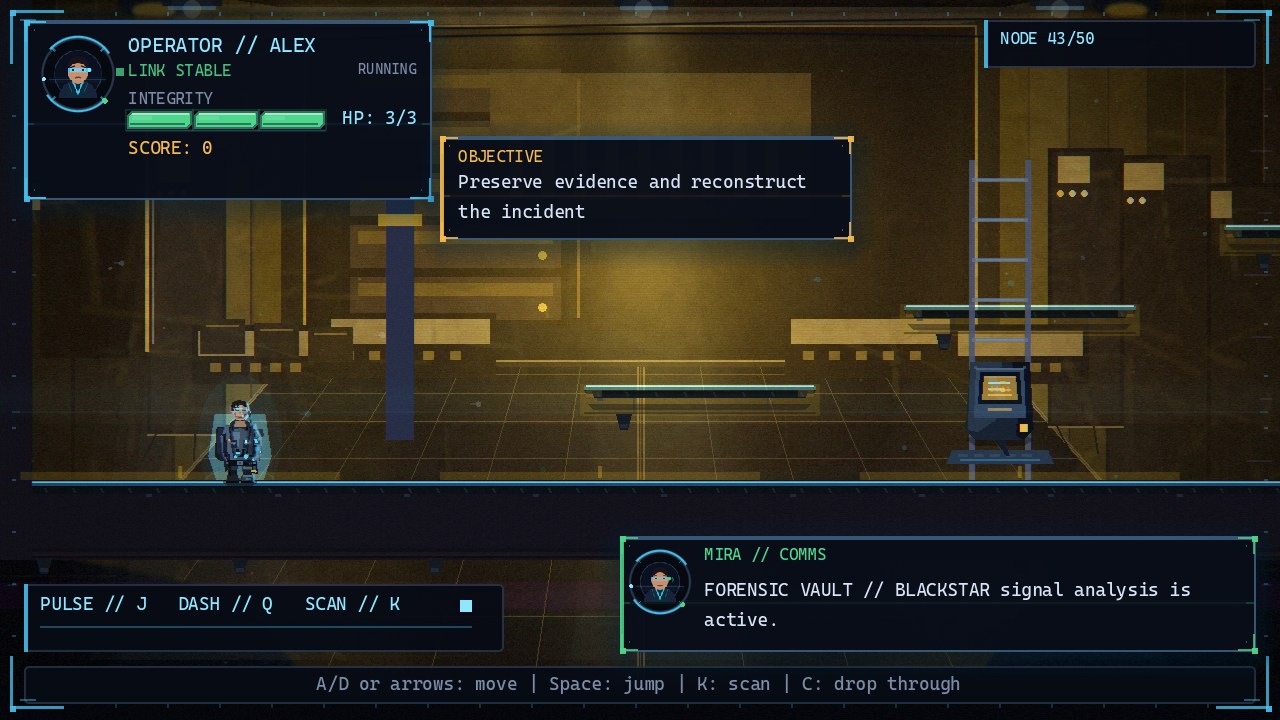 OPERATOR // ALEX
LINK STABLE
RUNNING
INTEGRITY
HP: 3/3
SCORE: 0
NODE 43/50
OBJECTIVE
Preserve evidence and reconstruct
the incident
MIRA // COMMS
FORENSIC VAULT // BLACKSTAR signal analysis is
active.
PULSE // J DASH // Q SCAN // K
A/D or arrows: move | Space: jump | K: scan | C: drop through